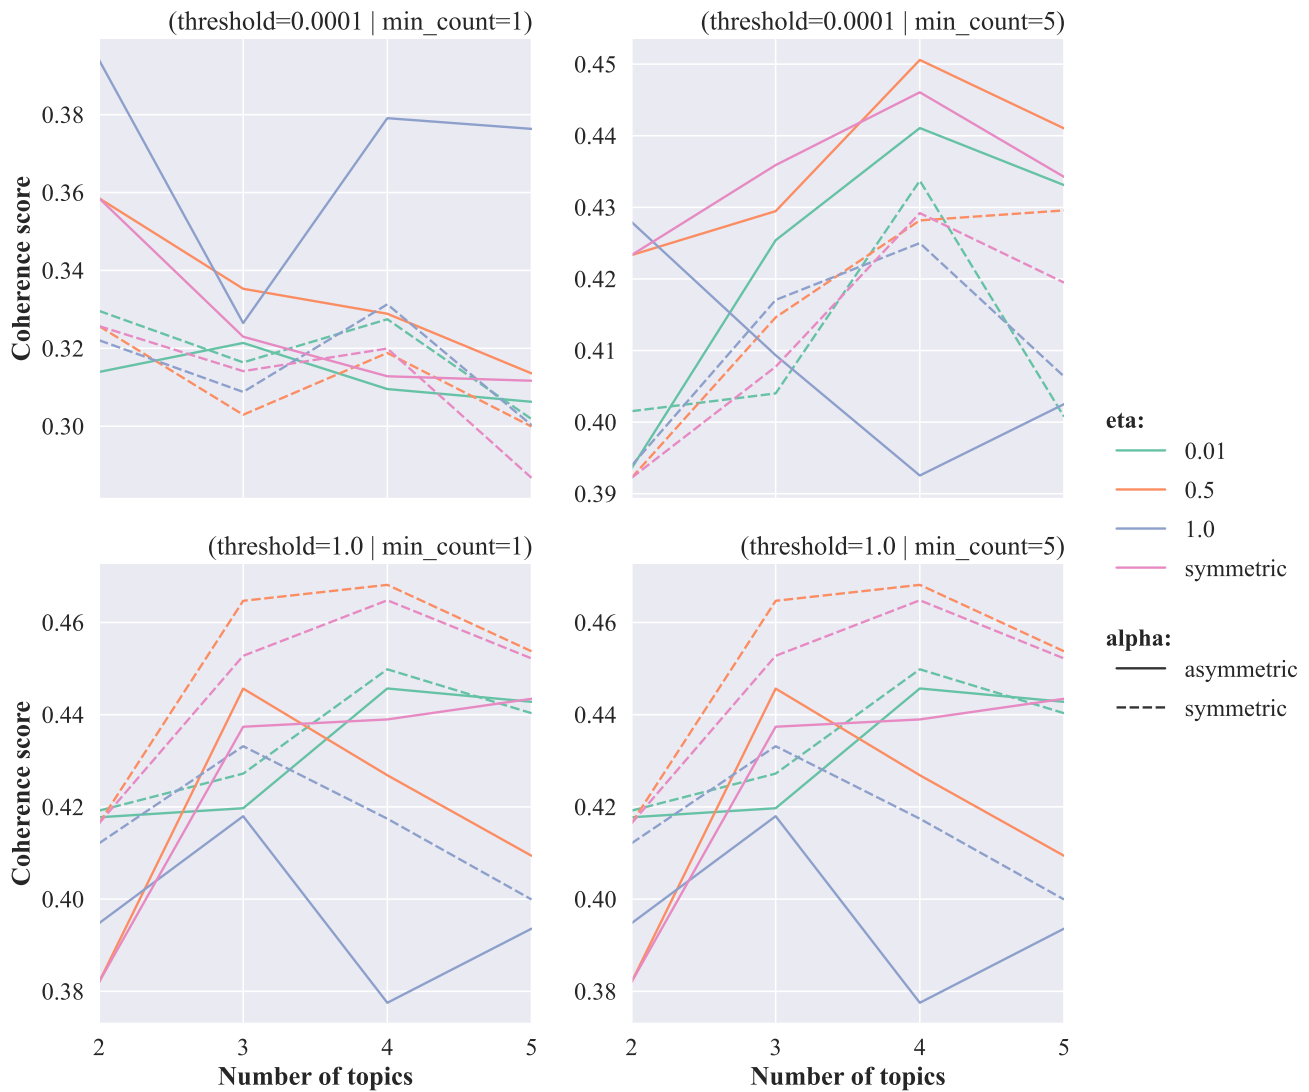 (threshold=0.0001 | min_count=1)
(threshold=0.0001 | min_count=5)
Coherence score
0.38
0.36
0.34
0.32
0.30
0.45
0.44
0.43
0.42
0.41
0.40
0.39
(threshold=1.0 | min_count=1)
(threshold=1.0 | min_count=5)
Coherence score
0.46
0.44
0.42
0.40
0.38
2 3 4 5
Number of topics
0.46
0.44
0.42
0.40
0.38
2 3 4 5
Number of topics
eta:
0.01
0.5
1.0
symmetric
alpha:
asymmetric
symmetric